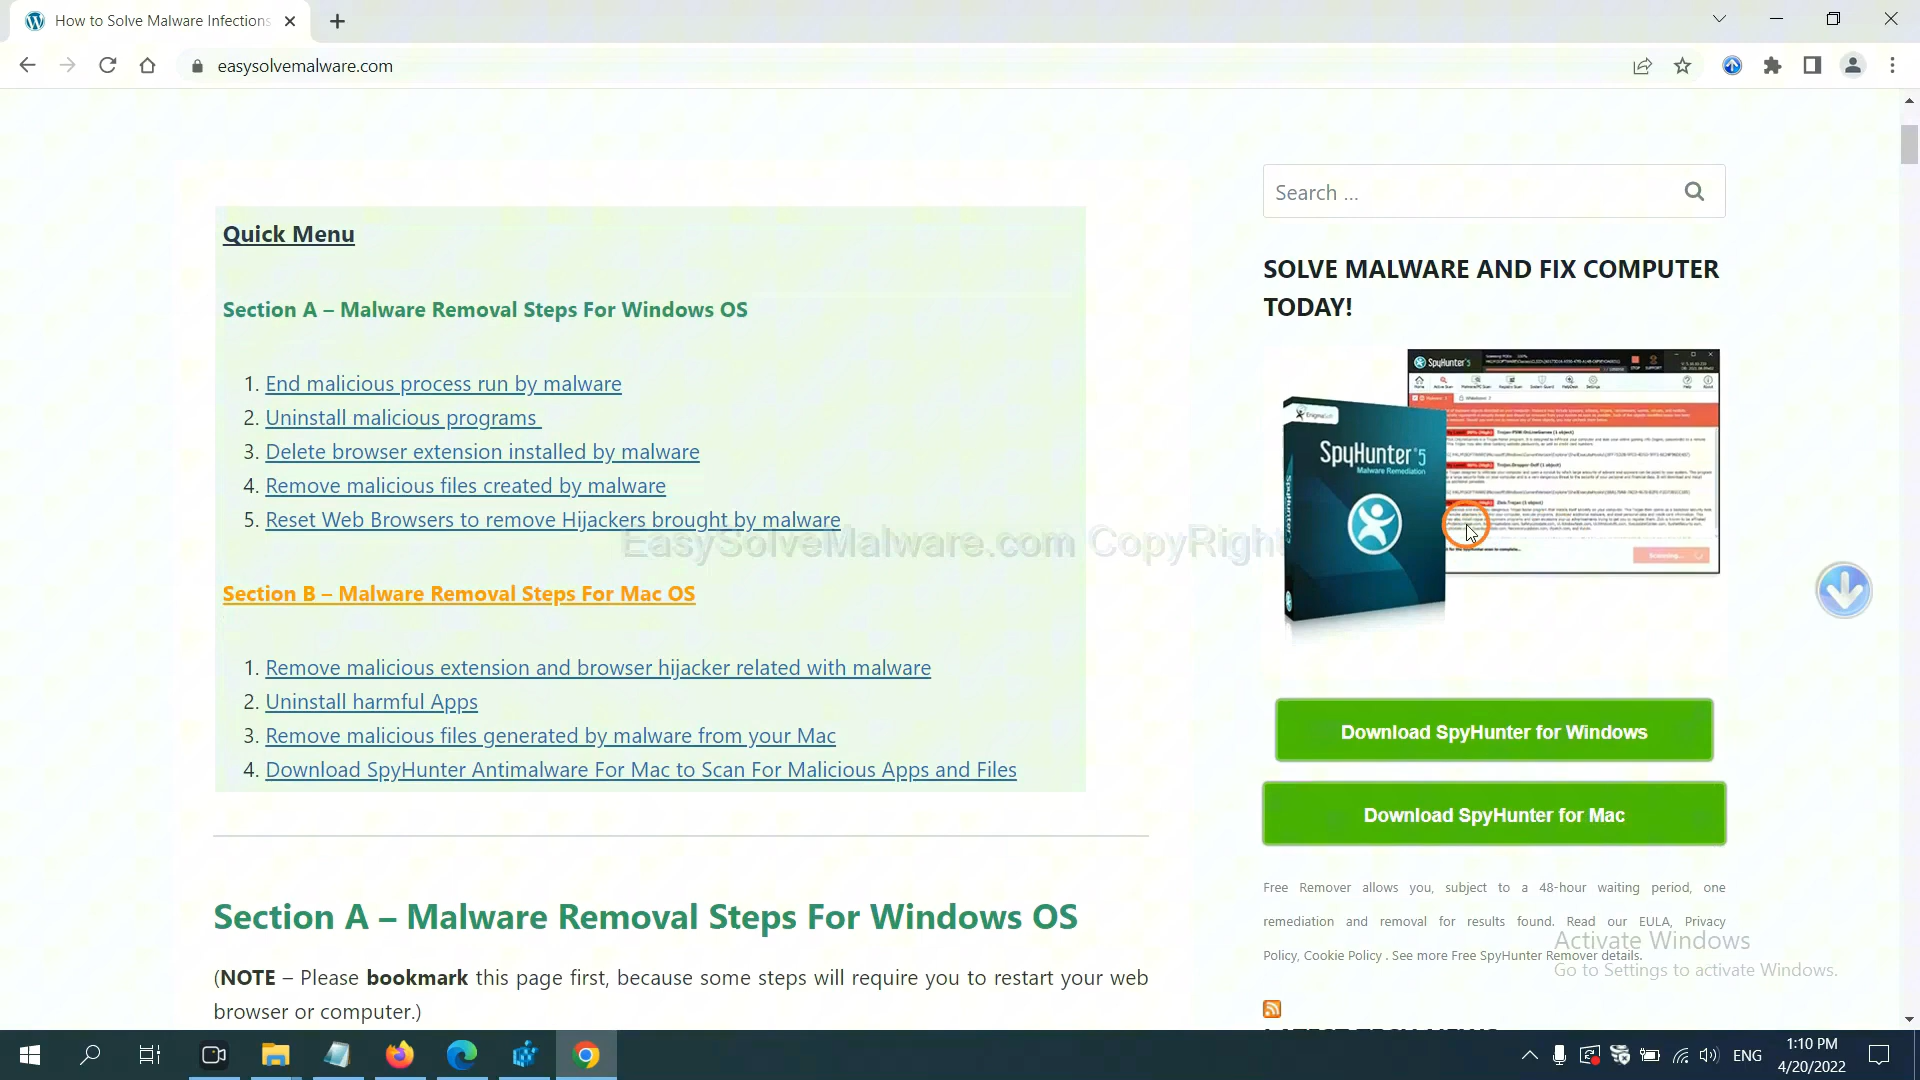 How to Solve Malware Infections
easysolvemalware.com
Search ...
Quick Menu
Section A – Malware Removal Steps For Windows OS
1. End malicious process run by malware
2. Uninstall malicious programs
3. Delete browser extension installed by malware
4. Remove malicious files created by malware
5. Reset Web Browsers to remove Hijackers brought by malware
EasySolveMalware.com CopyRight
Section B – Malware Removal Steps For Mac OS
1. Remove malicious extension and browser hijacker related with malware
2. Uninstall harmful Apps
3. Remove malicious files generated by malware from your Mac
4. Download SpyHunter Antimalware For Mac to Scan For Malicious Apps and Files
Section A – Malware Removal Steps For Windows OS
(NOTE – Please bookmark this page first, because some steps will require you to restart your web
browser or computer.)
SOLVE MALWARE AND FIX COMPUTER
TODAY!
SpyHunter 5
EnigmaSoft
SpyHunter 5
Malware Remediation
SpyHunter
Download SpyHunter for Windows
Download SpyHunter for Mac
Free Remover allows you, subject to a 48-hour waiting period, one
remediation and removal for results found. Read our EULA, Privacy
Policy, Cookie Policy . See more Free SpyHunter Remover details.
Activate Windows
Go to Settings to activate Windows.
LATEST TECH NEWS
ENG
1:10 PM
4/20/2022